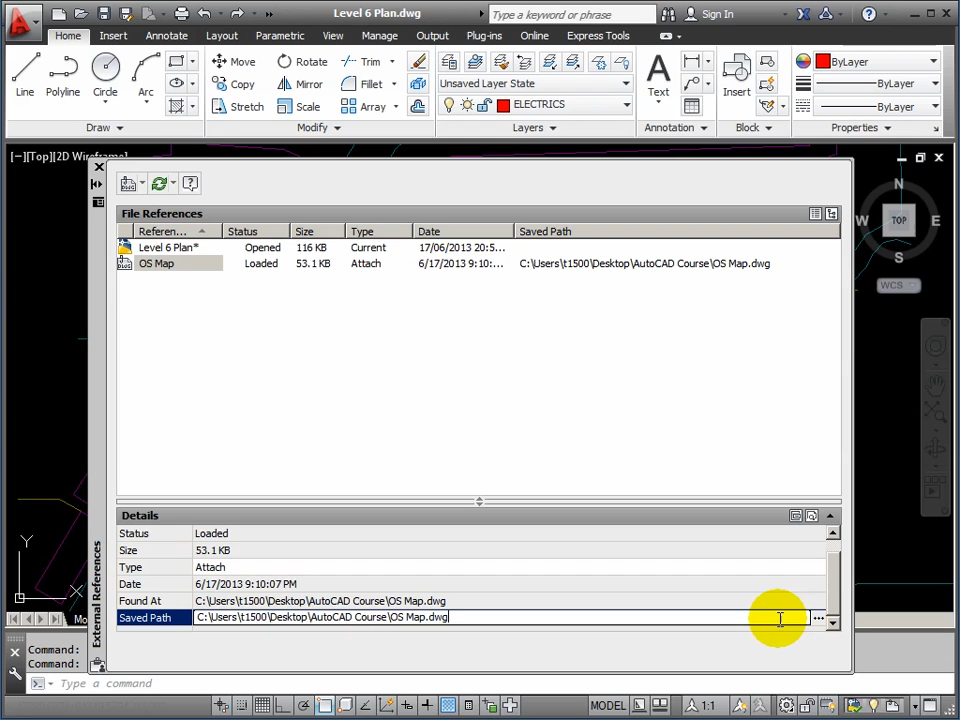 Level 6 Plan.dwg
Type a keyword or phrase
Sign In
Home Insert Annotate Layout Parametric View Manage Output Plug-ins Online Express Tools
Line Polyline Circle Arc
Move Rotate Trim
Copy Mirror Fillet
Stretch Scale Array
Unsaved Layer State
ELECTRICS
Text
Insert
ByLayer
ByLayer
ByLayer
Draw Modify Layers Annotation Block Properties
[−][Top][2D Wireframe]
N
W TOP E
S
WCS
File References
Referen... Status Size Type Date Saved Path
Level 6 Plan* Opened 116 KB Current 17/06/2013 20:5...
OS Map Loaded 53.1 KB Attach 6/17/2013 9:10:... C:\Users\t1500\Desktop\AutoCAD Course\OS Map.dwg
Details
Status Loaded
Size 53.1 KB
Type Attach
Date 6/17/2013 9:10:07 PM
Found At C:\Users\t1500\Desktop\AutoCAD Course\OS Map.dwg
Saved Path C:\Users\t1500\Desktop\AutoCAD Course\OS Map.dwg
External References
Y
X
Command:
Command:
Type a command
MODEL 1:1